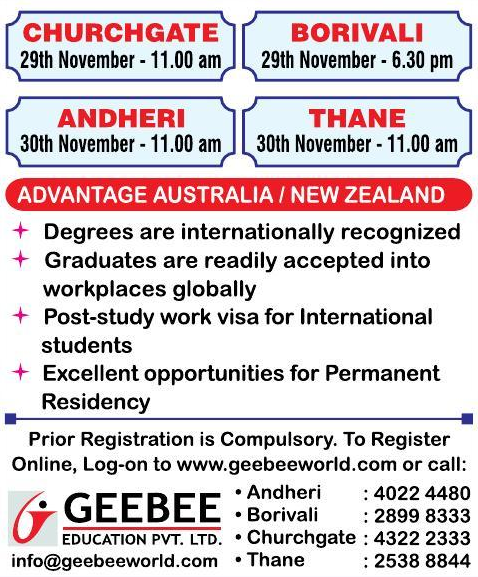 CHURCHGATE
29th November - 11.00 am
BORIVALI
29th November - 6.30 pm
ANDHERI
30th November - 11.00 am
THANE
30th November - 11.00 am
ADVANTAGE AUSTRALIA / NEW ZEALAND
Degrees are internationally recognized
Graduates are readily accepted into
workplaces globally
Post-study work visa for International
students
Excellent opportunities for Permanent
Residency
Prior Registration is Compulsory. To Register
Online, Log-on to www.geebeeworld.com or call:
GEEBEE
EDUCATION PVT. LTD.
info@geebeeworld.com
• Andheri : 4022 4480
• Borivali : 2899 8333
• Churchgate : 4322 2333
• Thane : 2538 8844